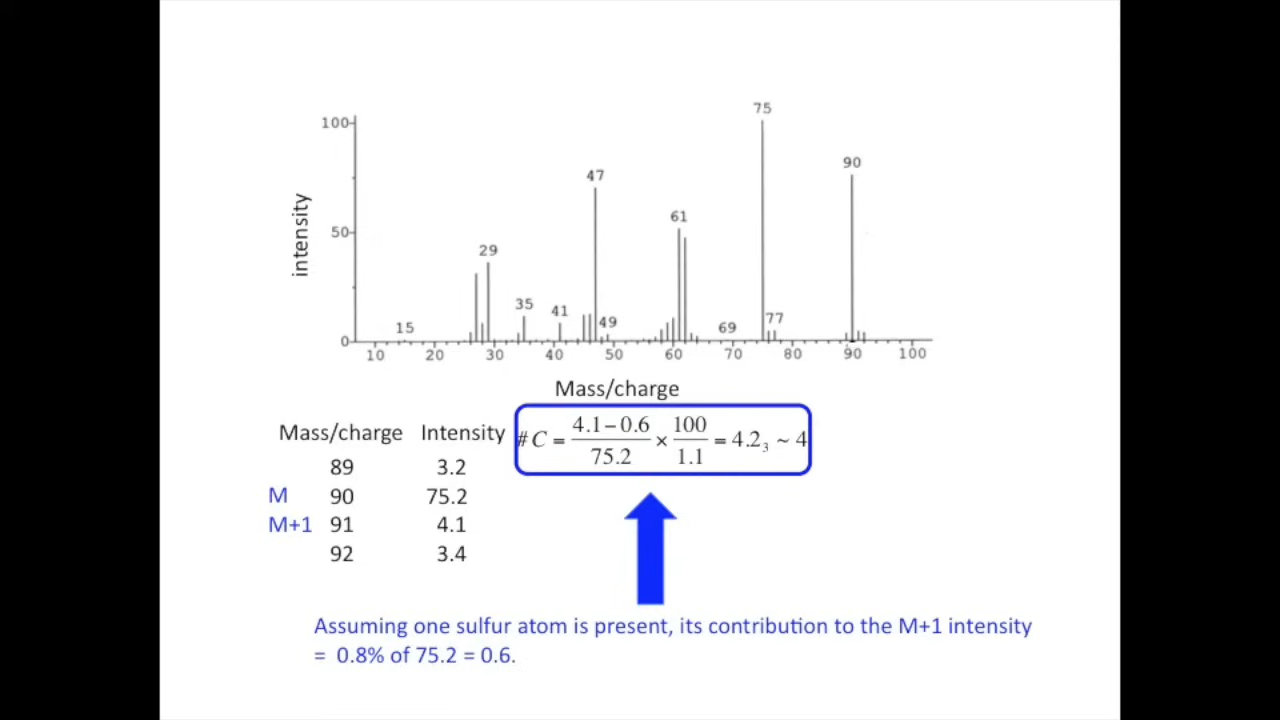 75
100
90
47
61
intensity
50
29
35
41
49
77
15
69
0
10 20 30 40 50 60 70 80 90 100
Mass/charge
Mass/charge Intensity
#C = (4.1 – 0.6)/75.2 × 100/1.1 = 4.2₃ ~ 4
89 3.2
M 90 75.2
M+1 91 4.1
92 3.4
Assuming one sulfur atom is present, its contribution to the M+1 intensity
= 0.8% of 75.2 = 0.6.